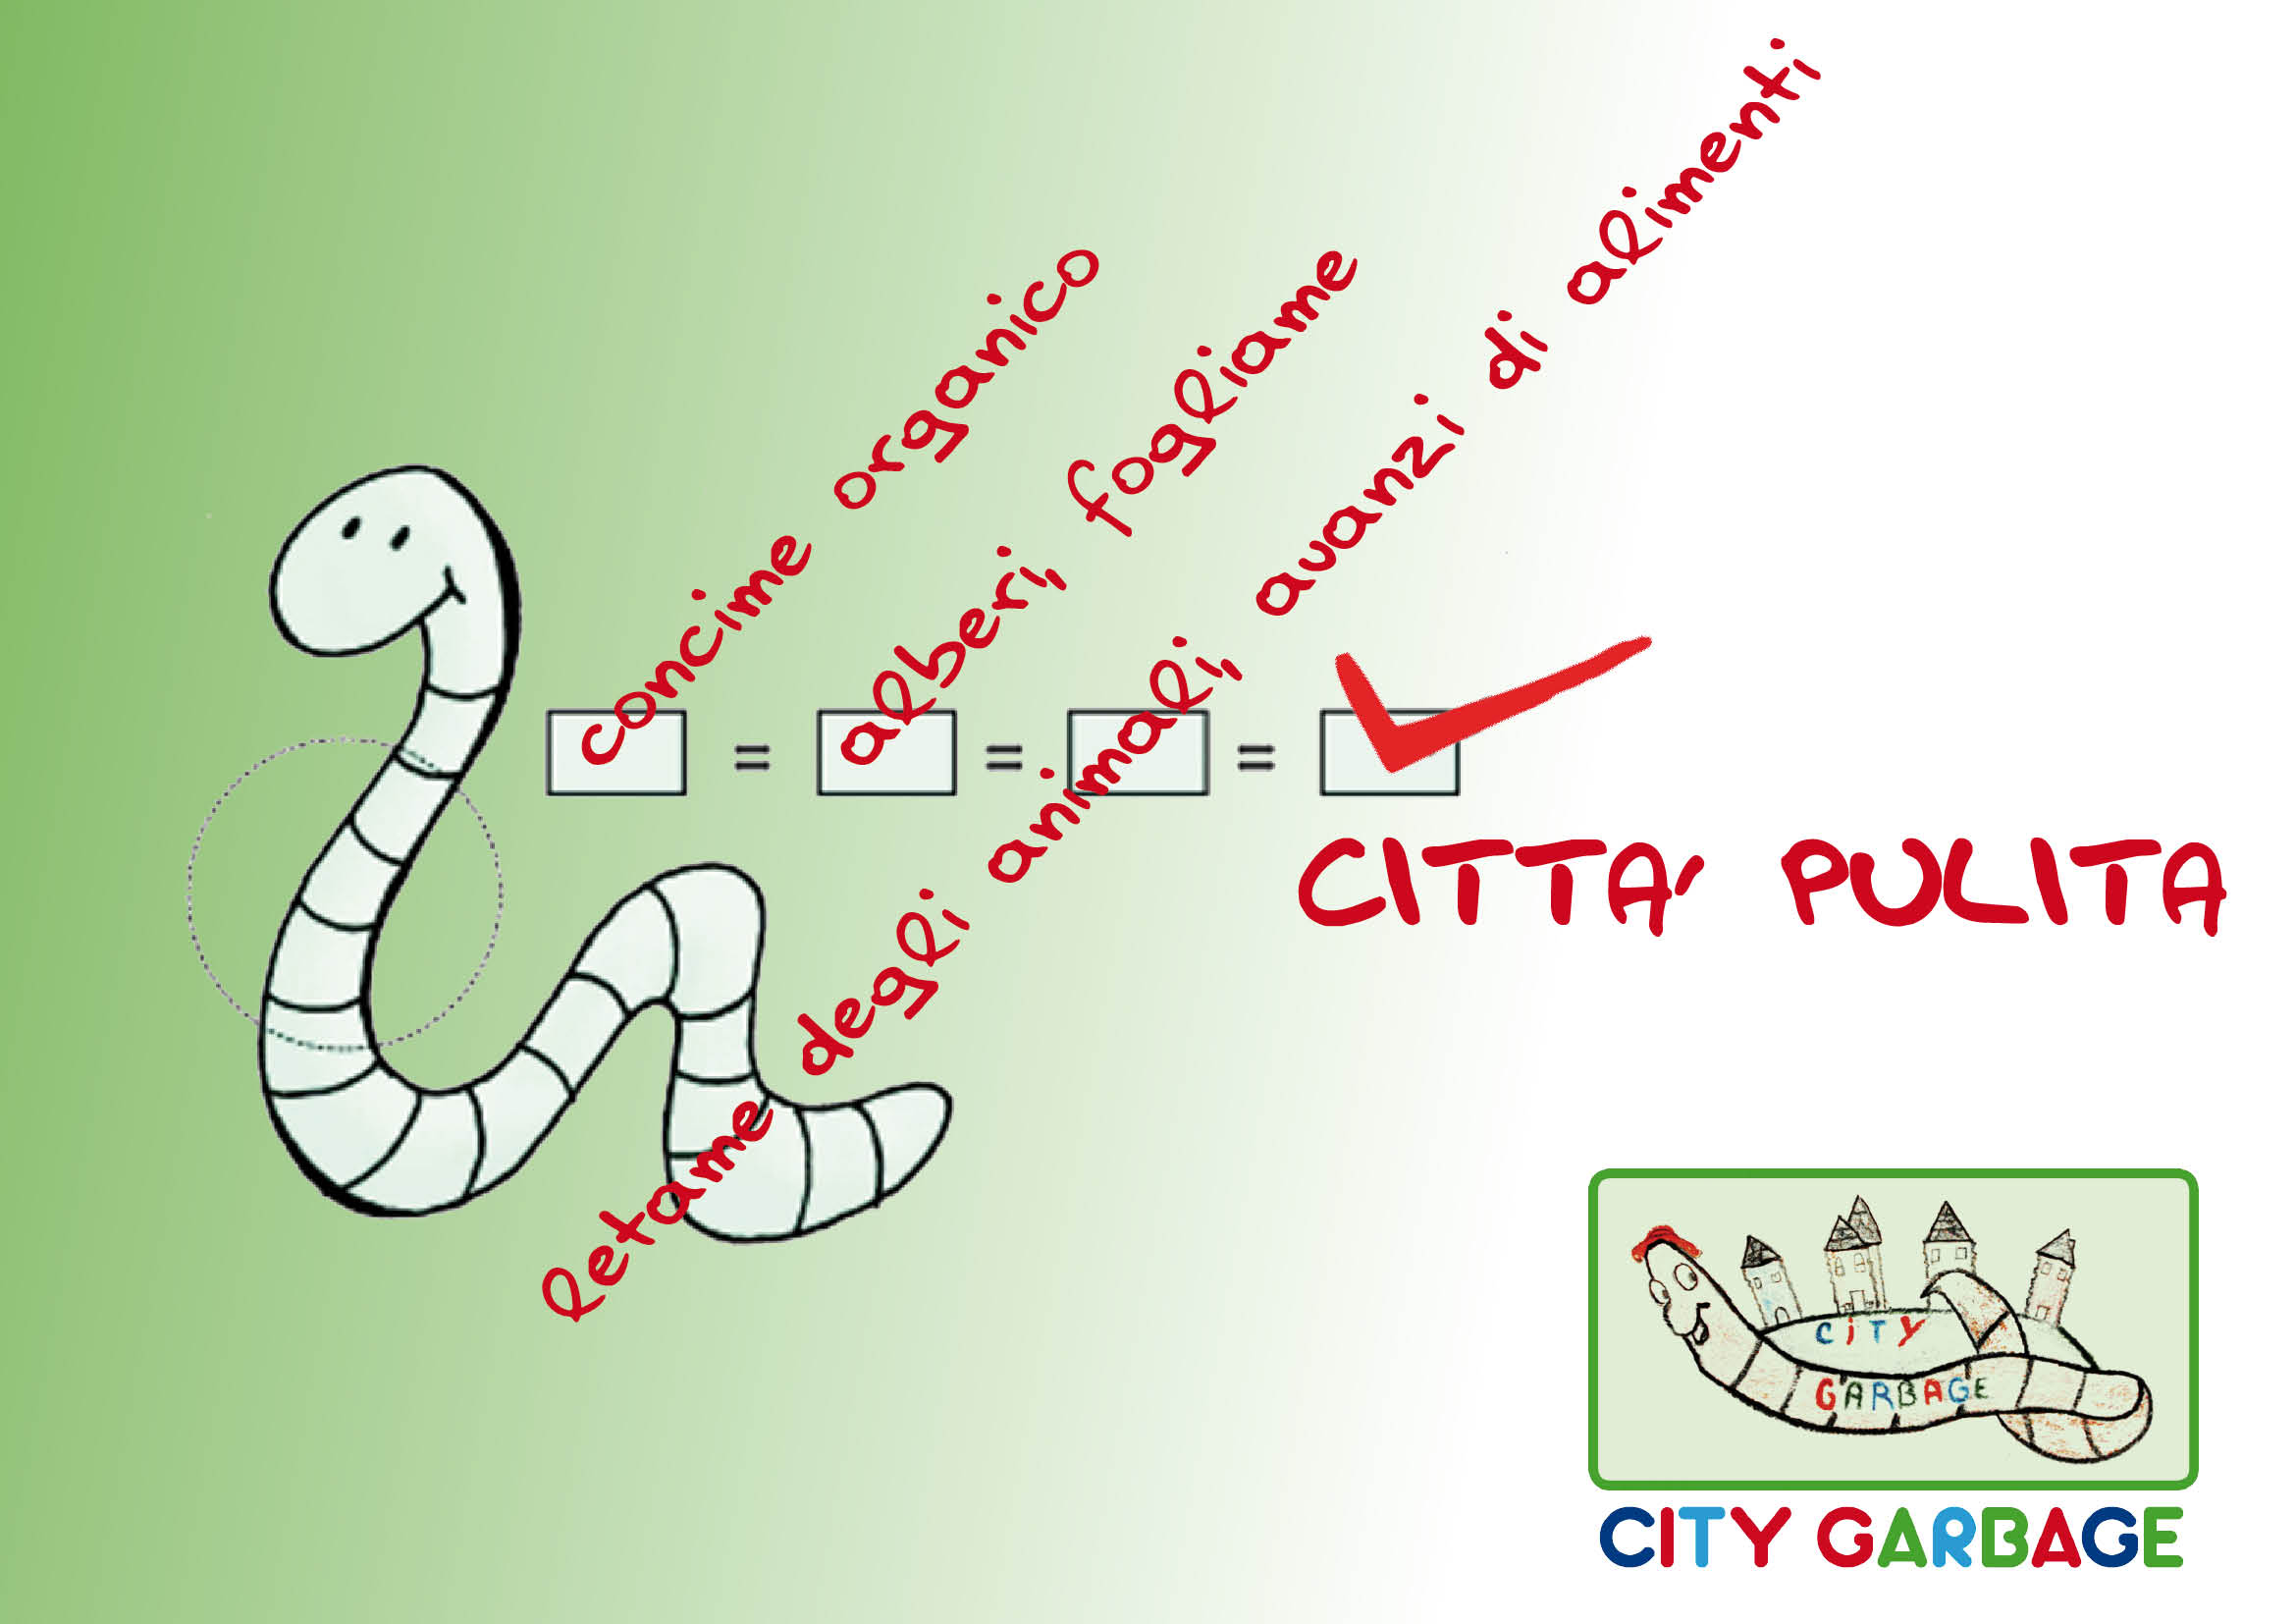 concime organico
=
alberi, fogliame
=
letame degli animali, avanzi di alimenti
=
CITTA' PULITA
CITY
GARBAGE
CITY GARBAGE